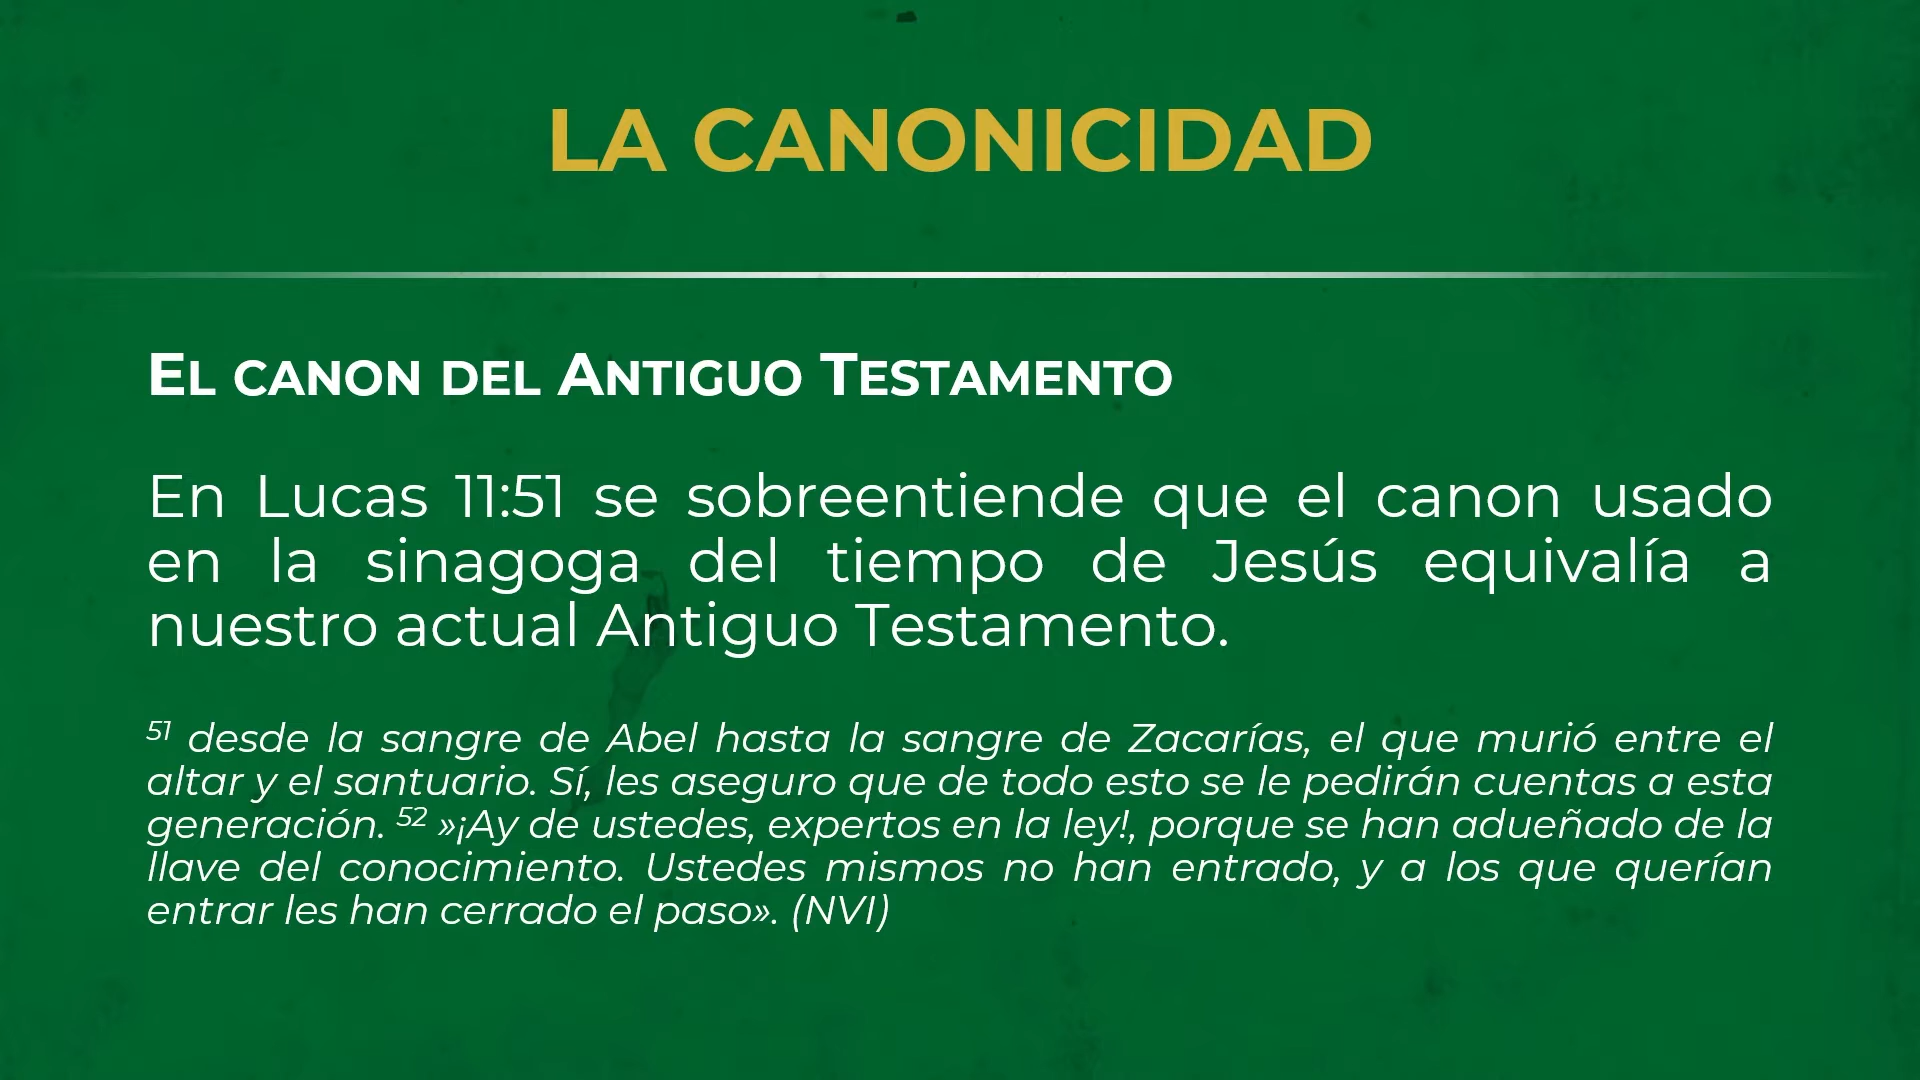 LA CANONICIDAD
EL CANON DEL ANTIGUO TESTAMENTO
En Lucas 11:51 se sobreentiende que el canon usado
en la sinagoga del tiempo de Jesús equivalía a
nuestro actual Antiguo Testamento.
51 desde la sangre de Abel hasta la sangre de Zacarías, el que murió entre el
altar y el santuario. Sí, les aseguro que de todo esto se le pedirán cuentas a esta
generación. 52 »¡Ay de ustedes, expertos en la ley!, porque se han adueñado de la
llave del conocimiento. Ustedes mismos no han entrado, y a los que querían
entrar les han cerrado el paso». (NVI)